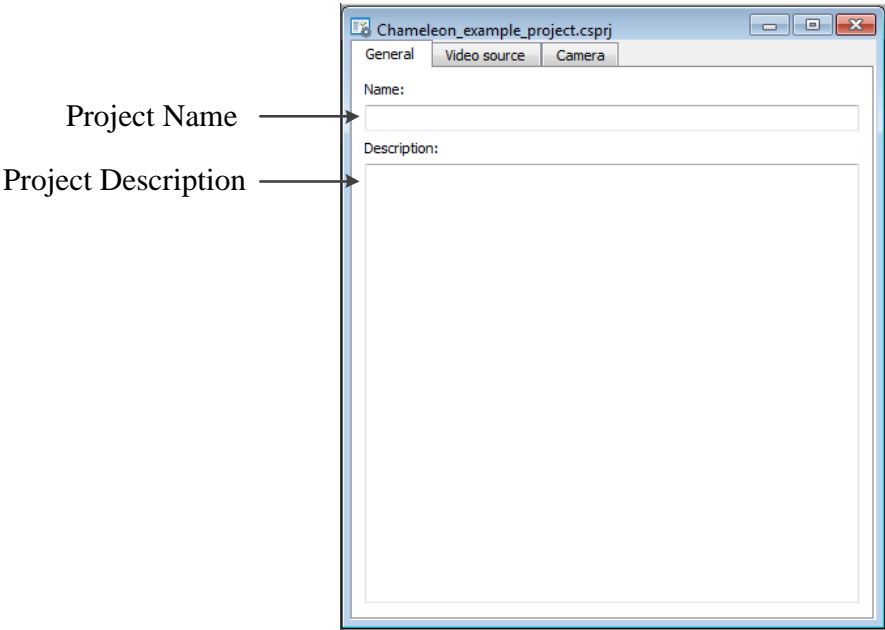 Chameleon_example_project.csprj
General Video source Camera
Name:
Project Name
Description:
Project Description